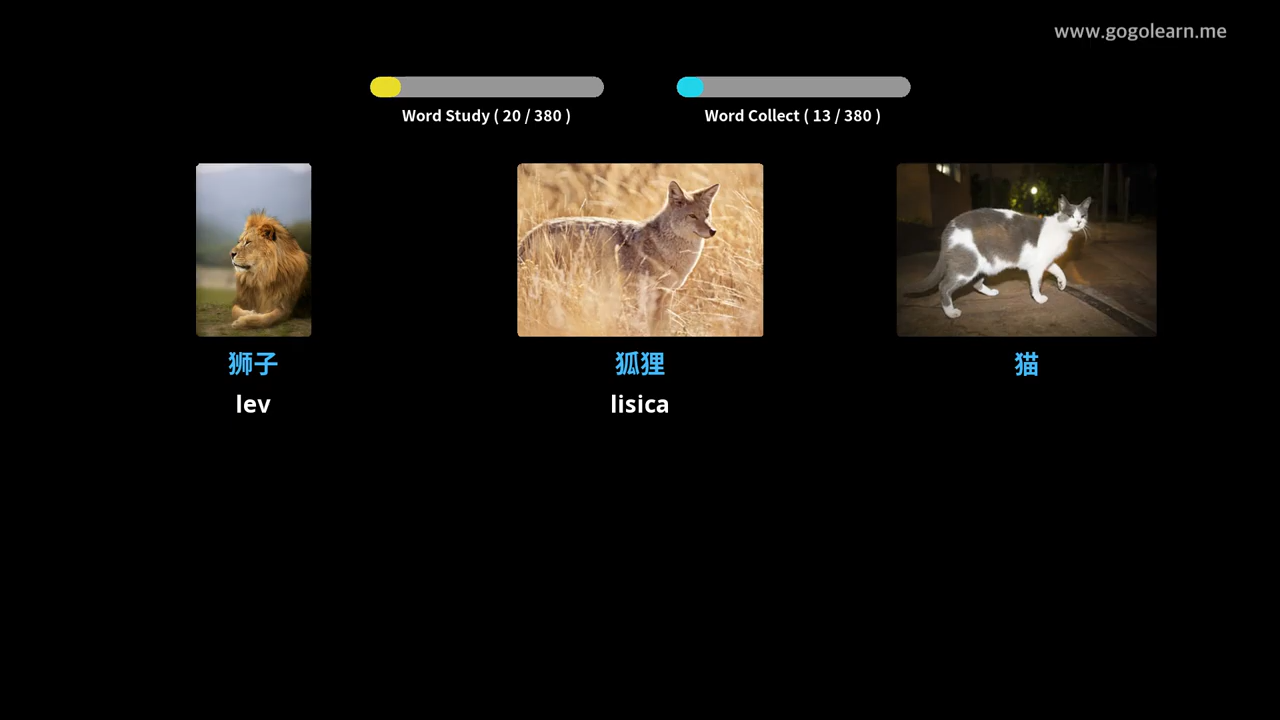 www.gogolearn.me
Word Study ( 20 / 380 )
Word Collect ( 13 / 380 )
狮子
狐狸
猫
lev
lisica